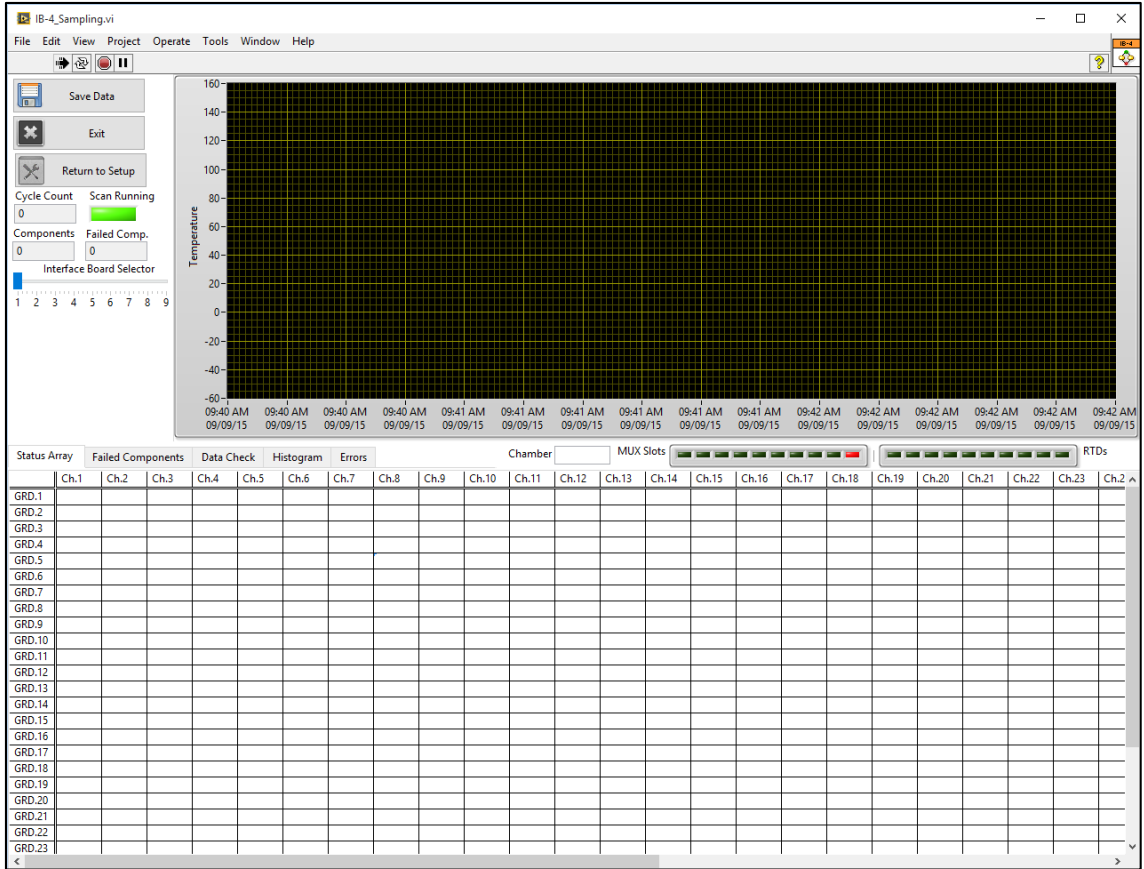 IB-4_Sampling.vi
File Edit View Project Operate Tools Window Help
IB-4
Save Data
Exit
Return to Setup
Cycle Count Scan Running
0
Components Failed Comp.
0 0
Interface Board Selector
1 2 3 4 5 6 7 8 9
Temperature
160
140
120
100
80
60
40
20
0
-20
-40
-60
09:40 AM 09:40 AM 09:40 AM 09:40 AM 09:41 AM 09:41 AM 09:41 AM 09:41 AM 09:41 AM 09:41 AM 09:42 AM 09:42 AM 09:42 AM 09:42 AM 09:42 AM 09:42 AM
09/09/15 09/09/15 09/09/15 09/09/15 09/09/15 09/09/15 09/09/15 09/09/15 09/09/15 09/09/15 09/09/15 09/09/15 09/09/15 09/09/15 09/09/15 09/09/15
Status Array Failed Components Data Check Histogram Errors Chamber MUX Slots RTDs
Ch.1 Ch.2 Ch.3 Ch.4 Ch.5 Ch.6 Ch.7 Ch.8 Ch.9 Ch.10 Ch.11 Ch.12 Ch.13 Ch.14 Ch.15 Ch.16 Ch.17 Ch.18 Ch.19 Ch.20 Ch.21 Ch.22 Ch.23 Ch.2
GRD.1
GRD.2
GRD.3
GRD.4
GRD.5
GRD.6
GRD.7
GRD.8
GRD.9
GRD.10
GRD.11
GRD.12
GRD.13
GRD.14
GRD.15
GRD.16
GRD.17
GRD.18
GRD.19
GRD.20
GRD.21
GRD.22
GRD.23